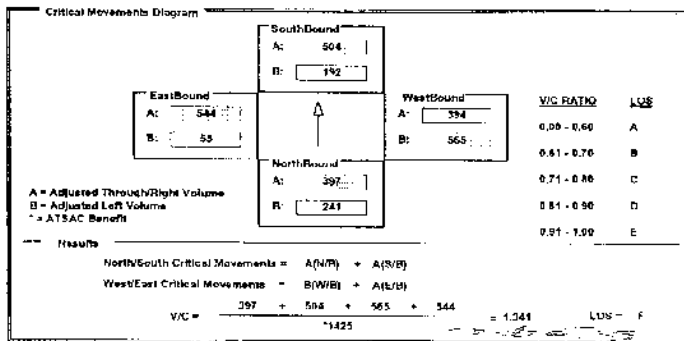 Critical Movements Diagram
SouthBound
A: 504
B: 192
EastBound
A: 544
B:
WestBound
A: 394
B: 565
NorthBound
A: 397
B: 241
V/C RATIO LOS
0,00 - 0,60 A
0,61 - 0,70 B
0,71 - 0,80 C
0,81 - 0,90 D
0,91 - 1,00 E
A = Adjusted Through/Right Volume
B = Adjusted Left Volume
* = ATSAC Benefit
Results
North/South Critical Movements = A(N/B) + A(S/B)
West/East Critical Movements = B(W/B) + A(E/B)
397 + 504 + 565 + 544
V/C = = 1.341 LOS = F
*1425